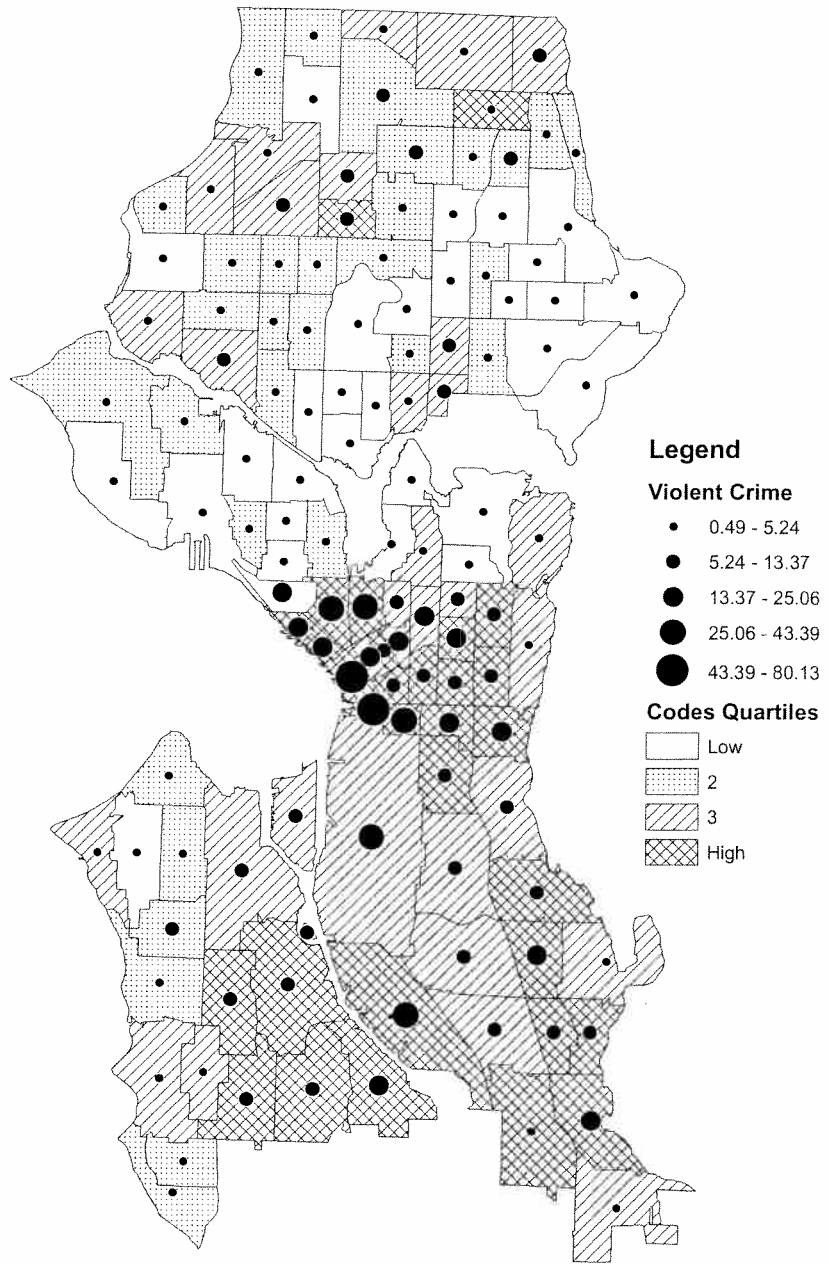 Legend
Violent Crime
0.49 - 5.24
5.24 - 13.37
13.37 - 25.06
25.06 - 43.39
43.39 - 80.13
Codes Quartiles
Low
2
3
High